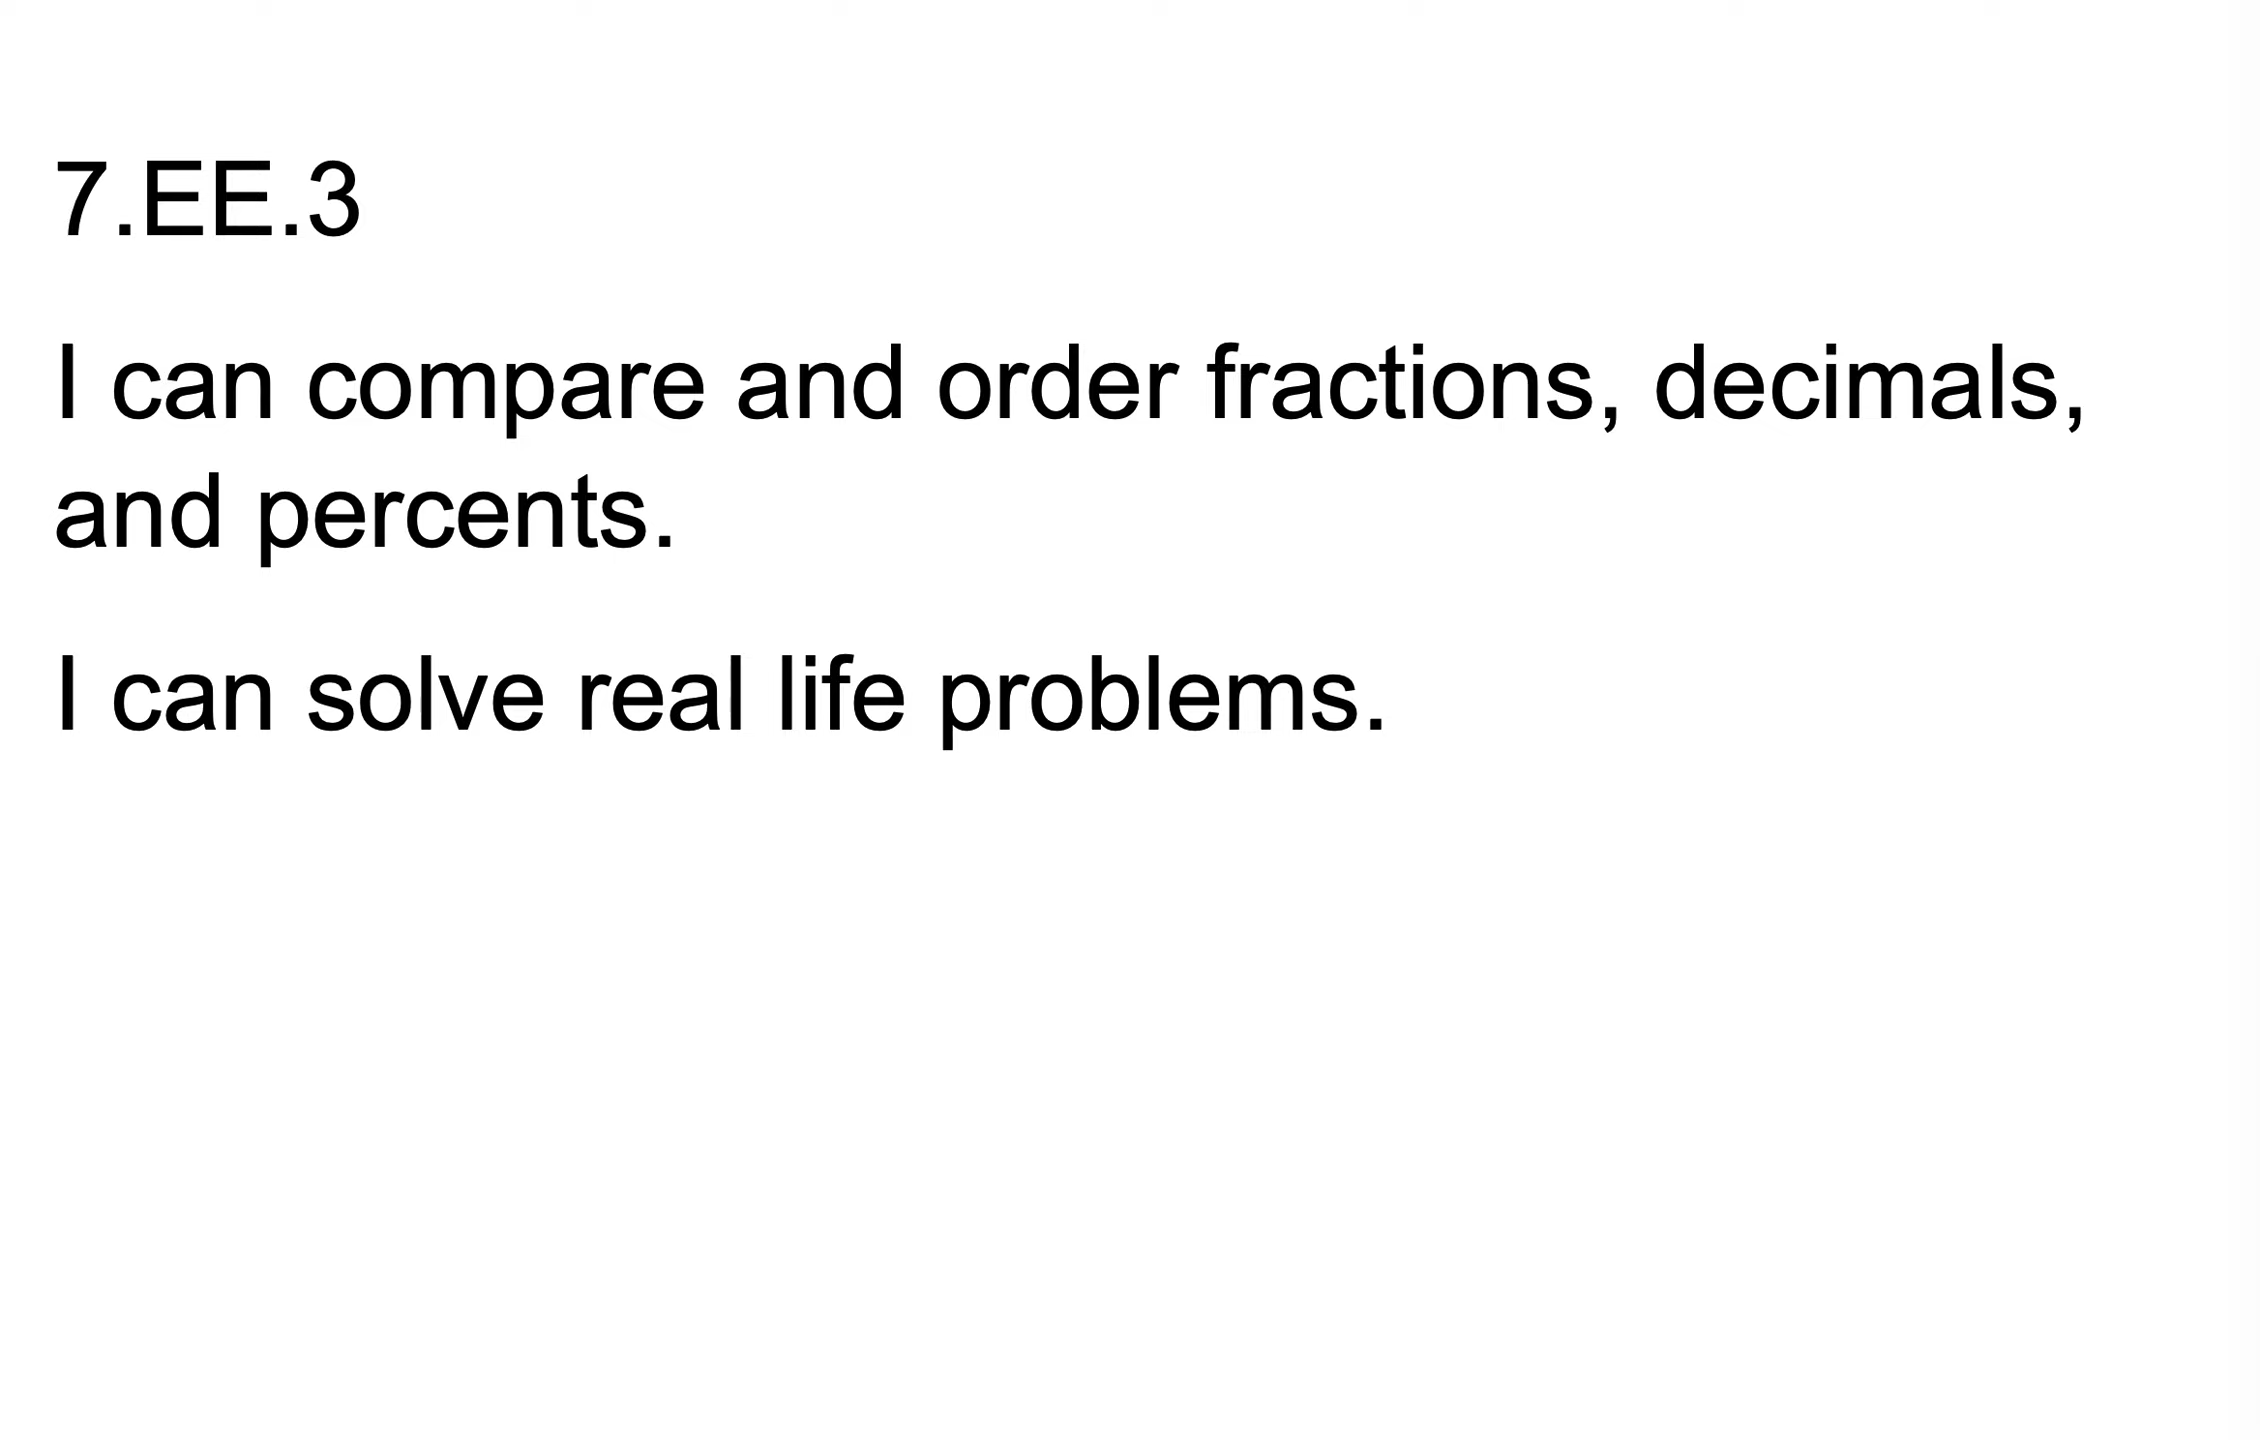 7.EE.3
I can compare and order fractions, decimals,
and percents.
I can solve real life problems.